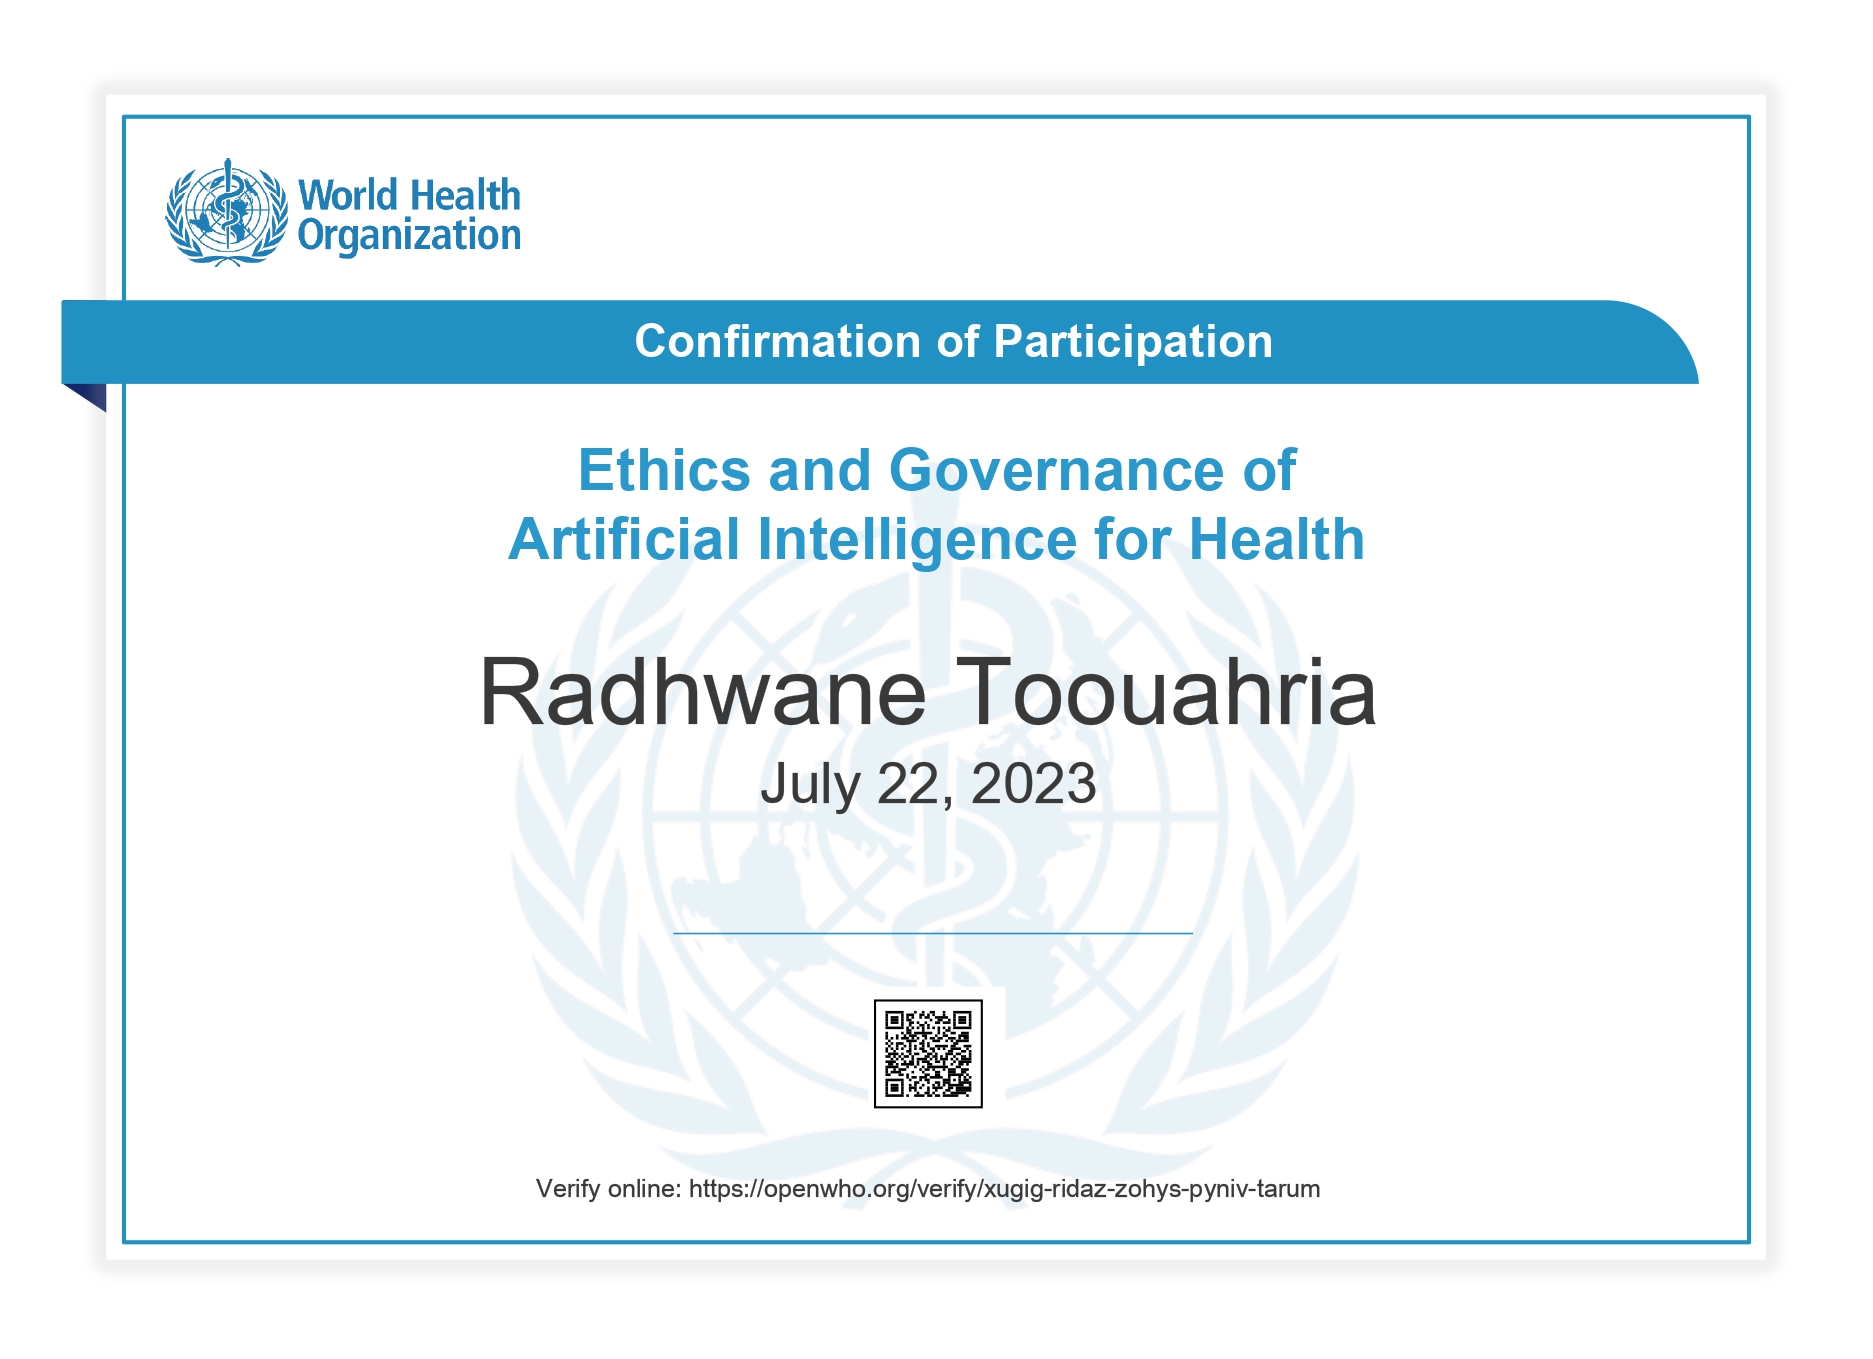 World Health
Organization
Confirmation of Participation
Ethics and Governance of
Artificial Intelligence for Health
Radhwane Toouahria
July 22, 2023
Verify online: https://openwho.org/verify/xugig-ridaz-zohys-pyniv-tarum